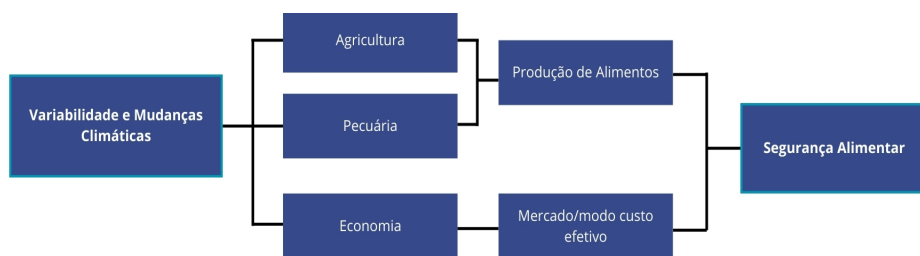 Variabilidade e Mudanças
Climáticas
Agricultura
Pecuária
Economia
Produção de Alimentos
Mercado/modo custo
efetivo
Segurança Alimentar